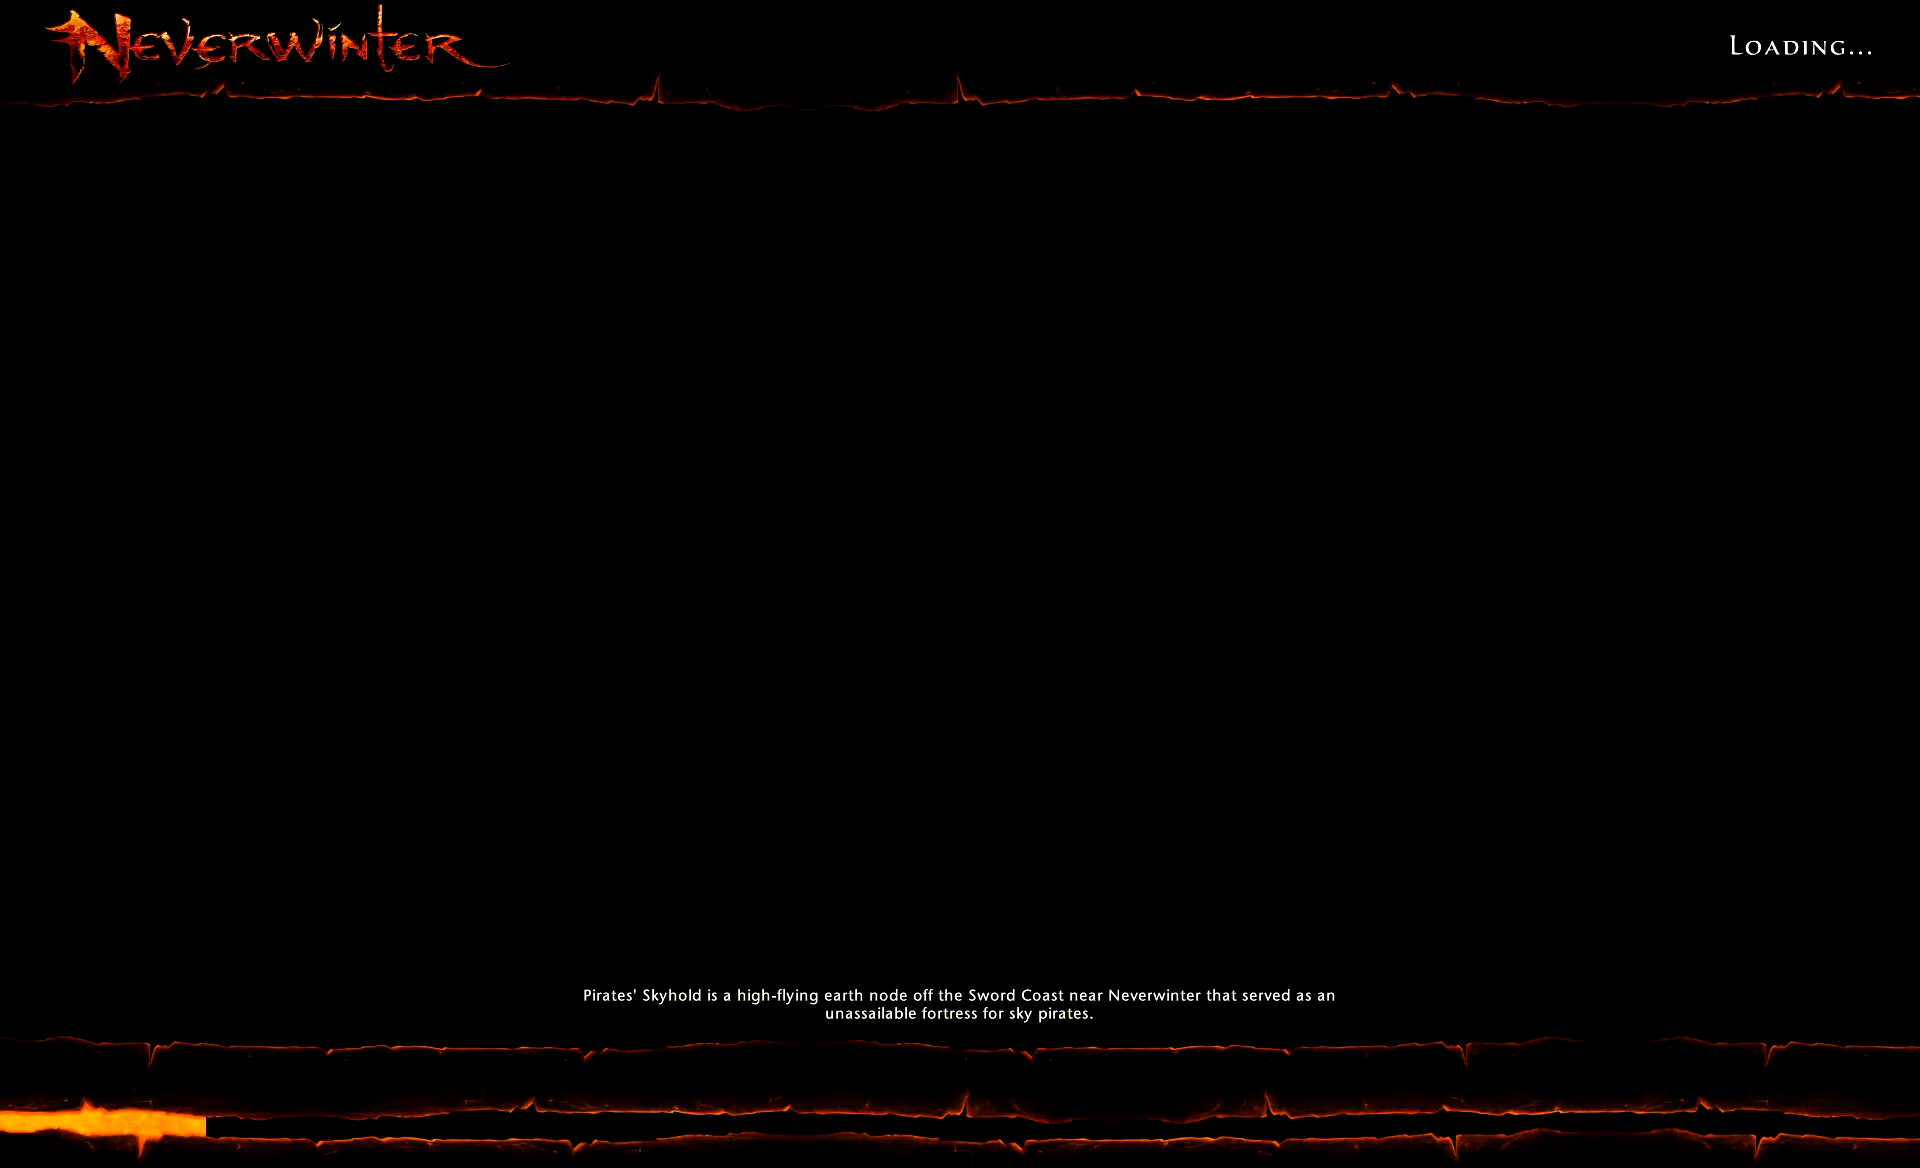 NEVERWINTER
LOADING...
Pirates' Skyhold is a high-flying earth node off the Sword Coast near Neverwinter that served as an
unassailable fortress for sky pirates.